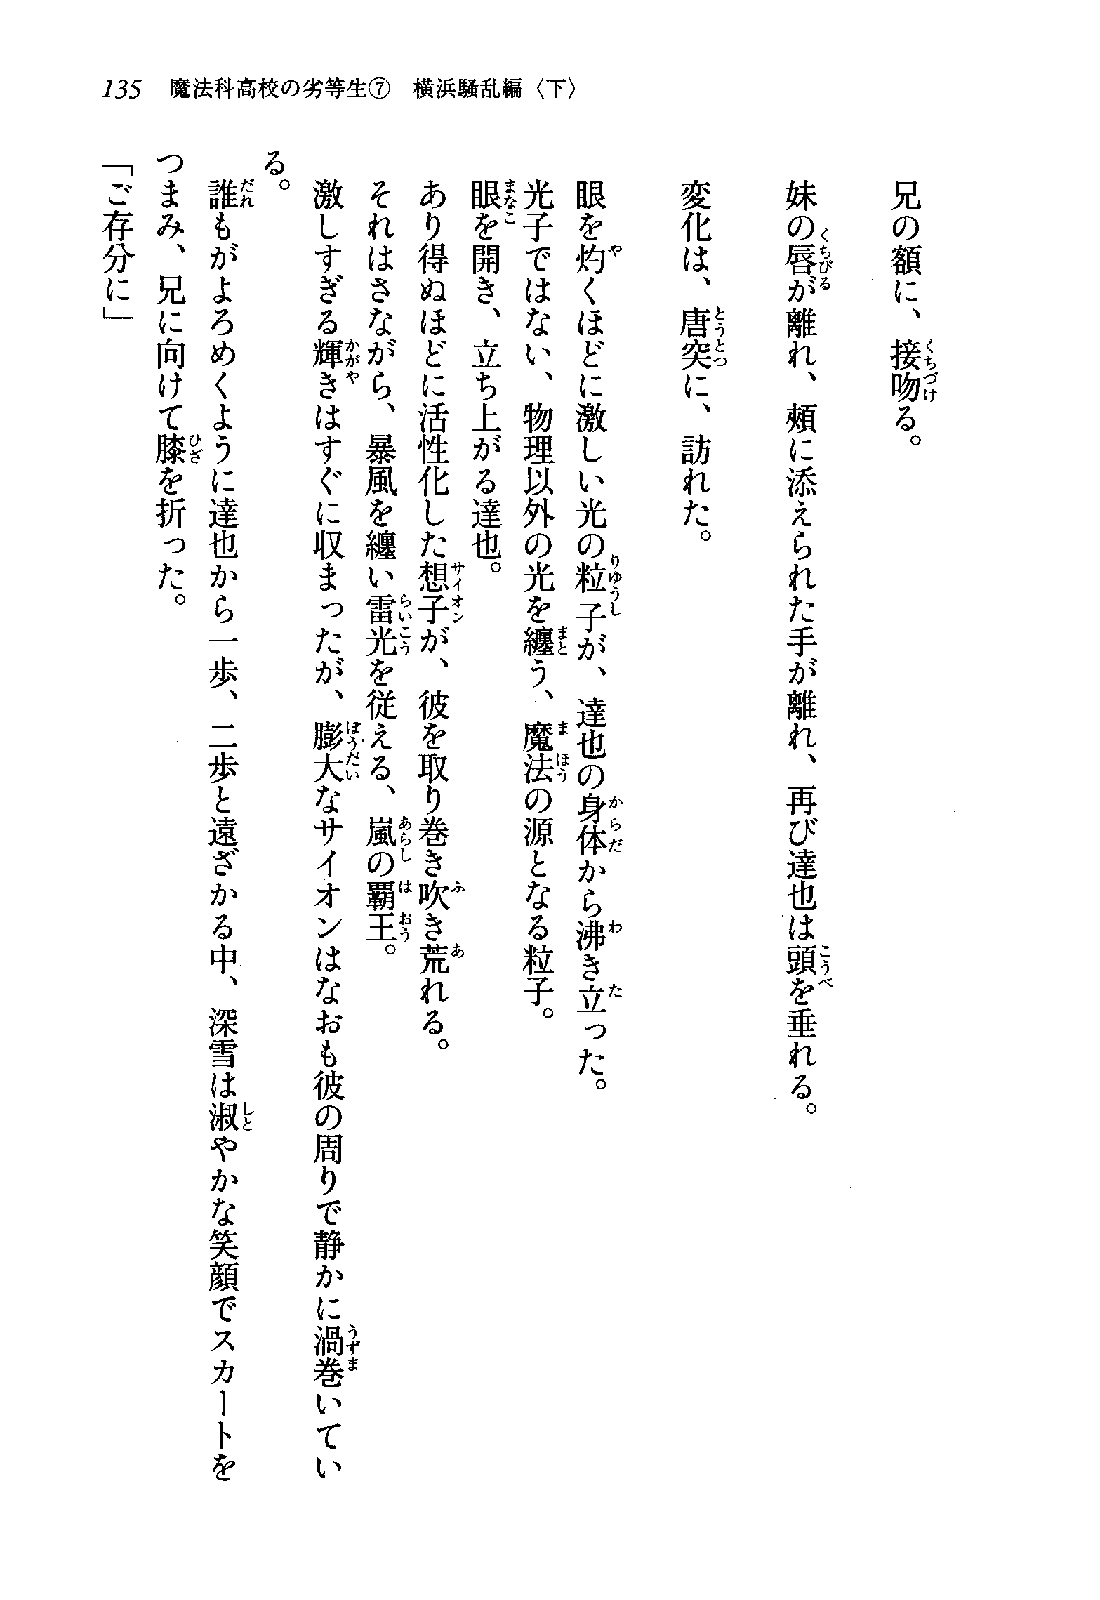 135　魔法科高校の劣等生⑦　横浜騒乱編〈下〉
兄の額に、接吻る。
妹の唇が離れ、頰に添えられた手が離れ、再び達也は頭を垂れる。
変化は、唐突に、訪れた。
眼を灼くほどに激しい光の粒子が、達也の身体から沸き立った。
光子ではない、物理以外の光を纏う、魔法の源となる粒子。
眼を開き、立ち上がる達也。
あり得ぬほどに活性化した想子が、彼を取り巻き吹き荒れる。
それはさながら、暴風を纏い雷光を従える、嵐の覇王。
激しすぎる輝きはすぐに収まったが、膨大なサイオンはなおも彼の周りで静かに渦巻いてい
る。
誰もがよろめくように達也から一歩、二歩と遠ざかる中、深雪は淑やかな笑顔でスカートを
つまみ、兄に向けて膝を折った。
「ご存分に」